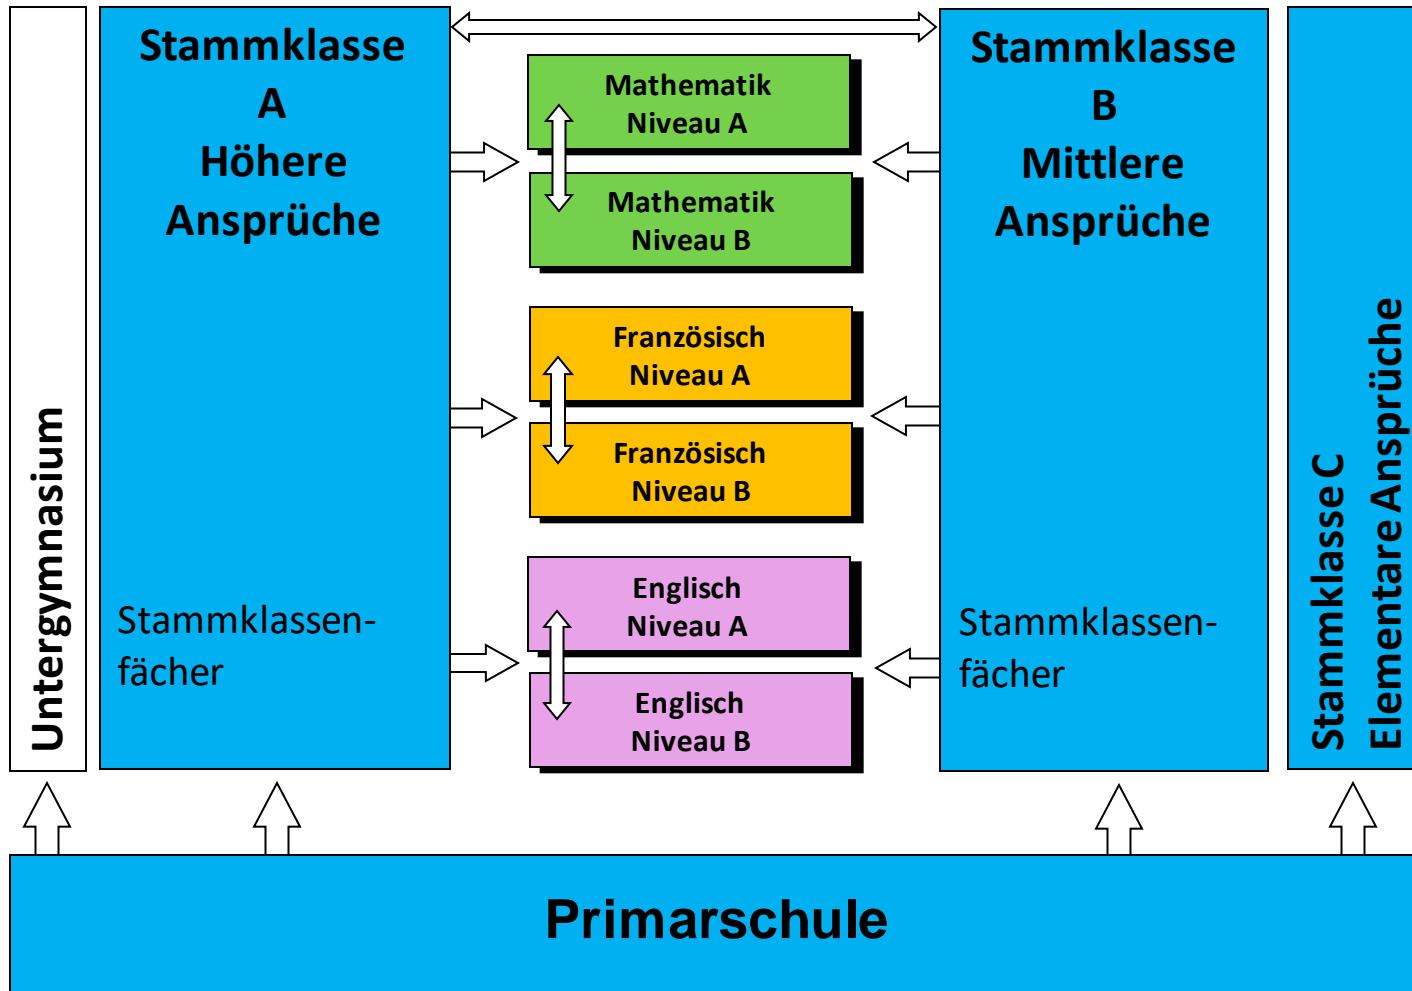 Untergymnasium
Stammklasse
A
Höhere
Ansprüche
Stammklassen-
fächer
Mathematik
Niveau A
Mathematik
Niveau B
Französisch
Niveau A
Französisch
Niveau B
Englisch
Niveau A
Englisch
Niveau B
Stammklasse
B
Mittlere
Ansprüche
Stammklassen-
fächer
Stammklasse C
Elementare Ansprüche
Primarschule